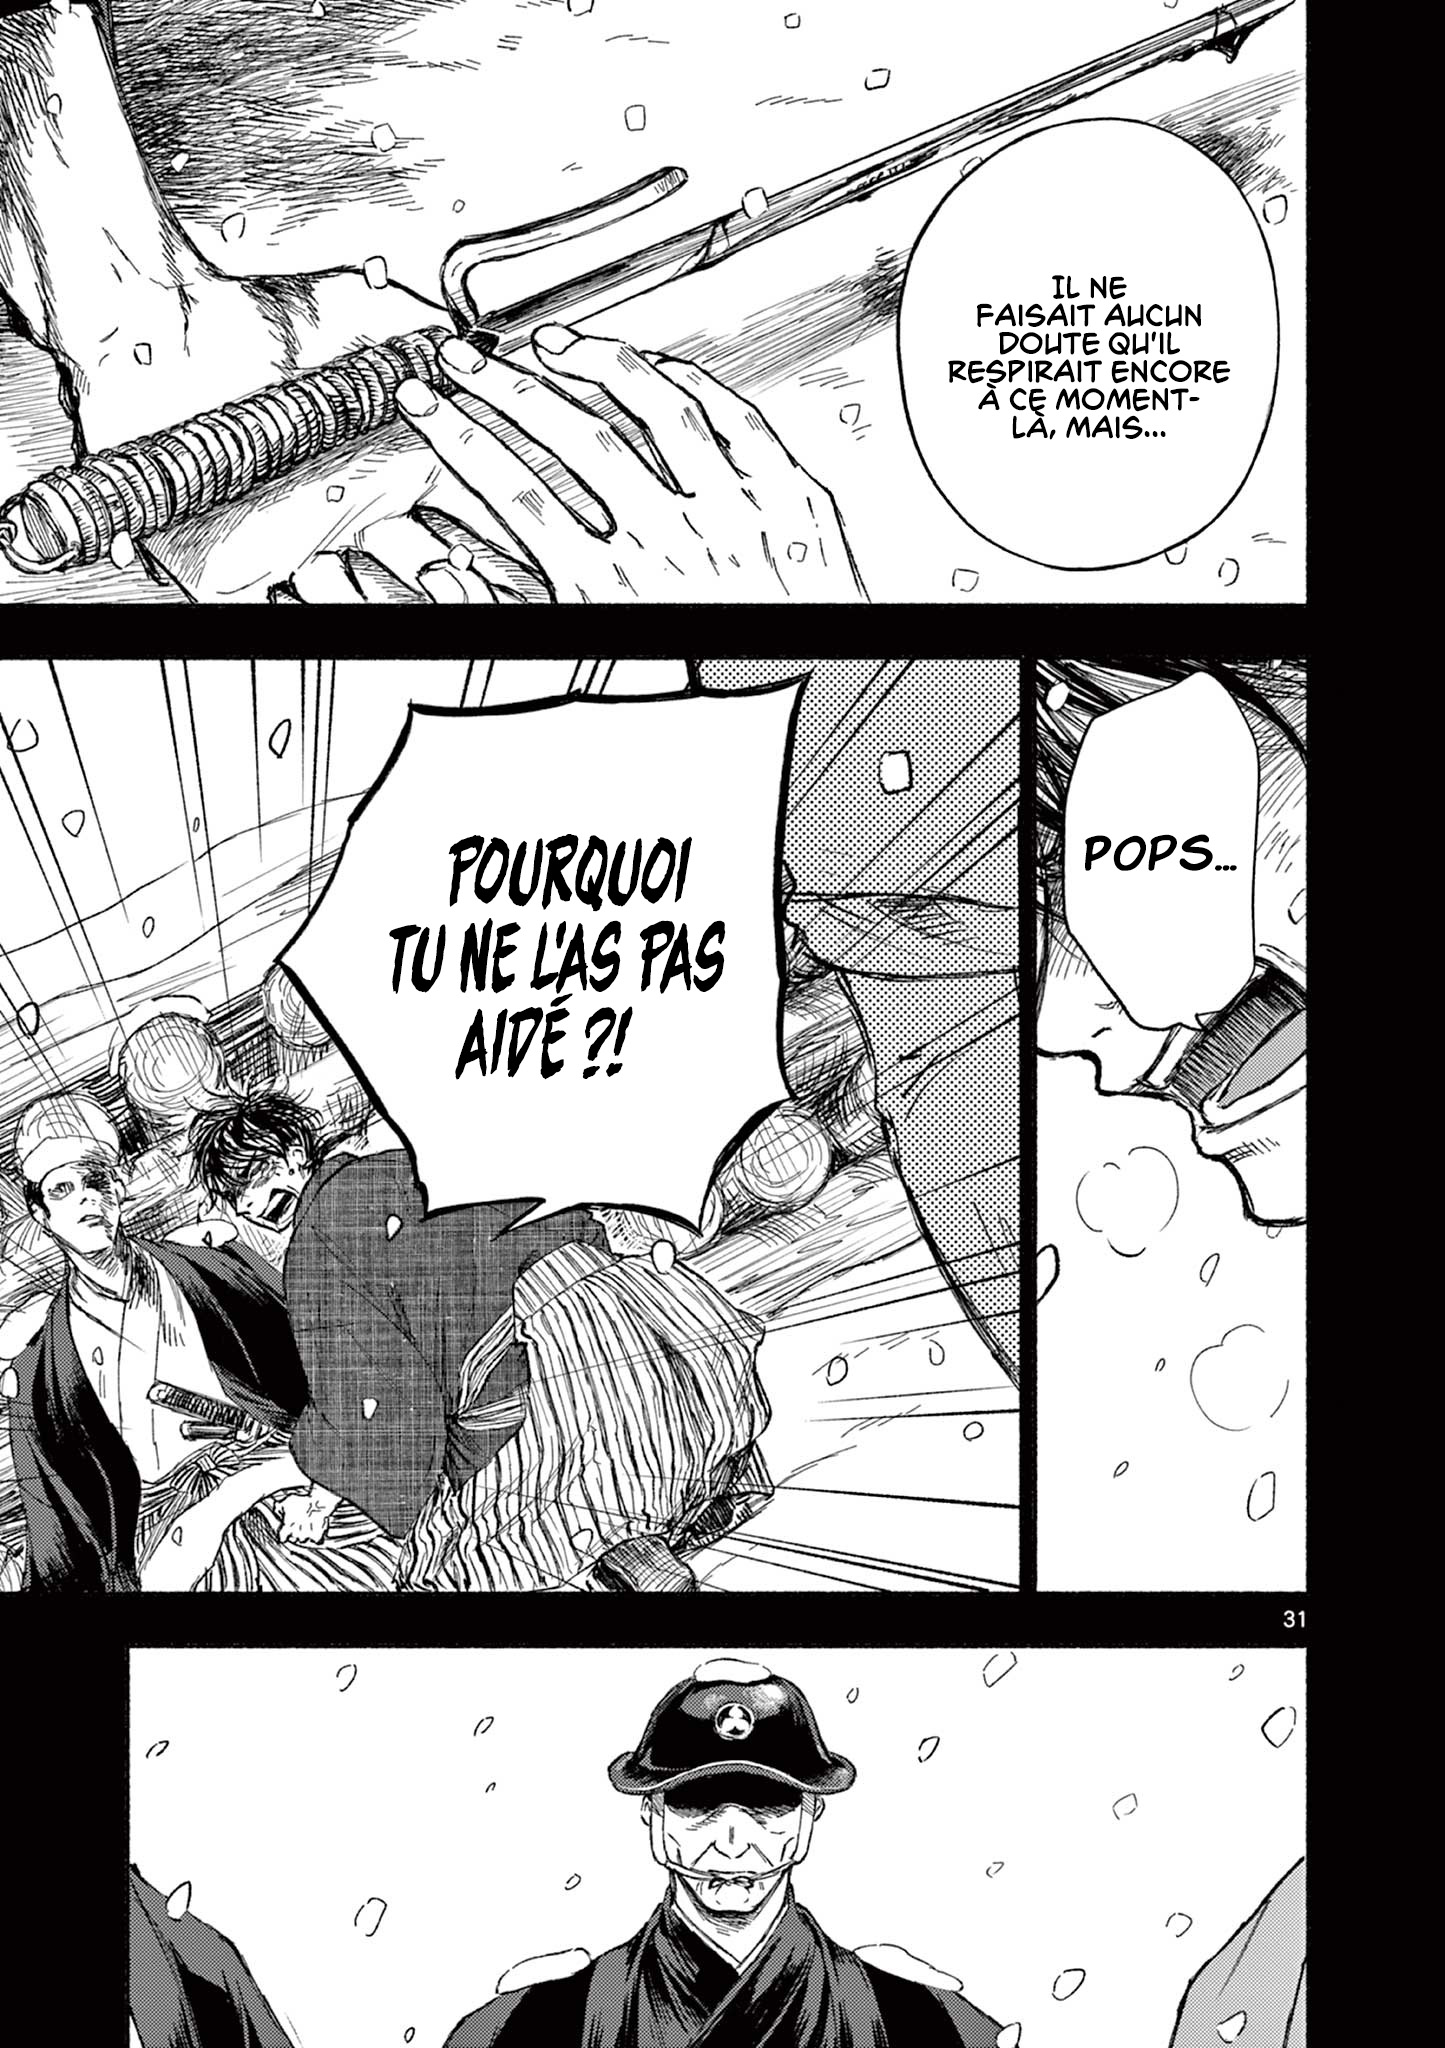 IL NE
FAISAIT AUCUN
DOUTE QU'IL
RESPIRAIT ENCORE
À CE MOMENT-
LÀ, MAIS...
POPS...
POURQUOI
TU NE L'AS PAS
AIDÉ ?!
31